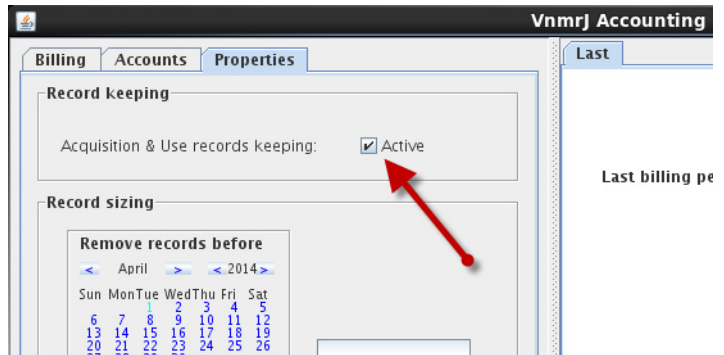 VnmrJ Accounting
Billing Accounts Properties
Last
Record keeping
Acquisition & Use records keeping: Active
Last billing pe
Record sizing
Remove records before
< April > < 2014 >
Sun Mon Tue Wed Thu Fri Sat
1 2 3 4 5
6 7 8 9 10 11 12
13 14 15 16 17 18 19
20 21 22 23 24 25 26